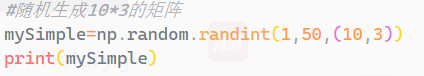 #随机生成10*3的矩阵
mySimple=np.random.randint(1,50,(10,3))
print(mySimple)